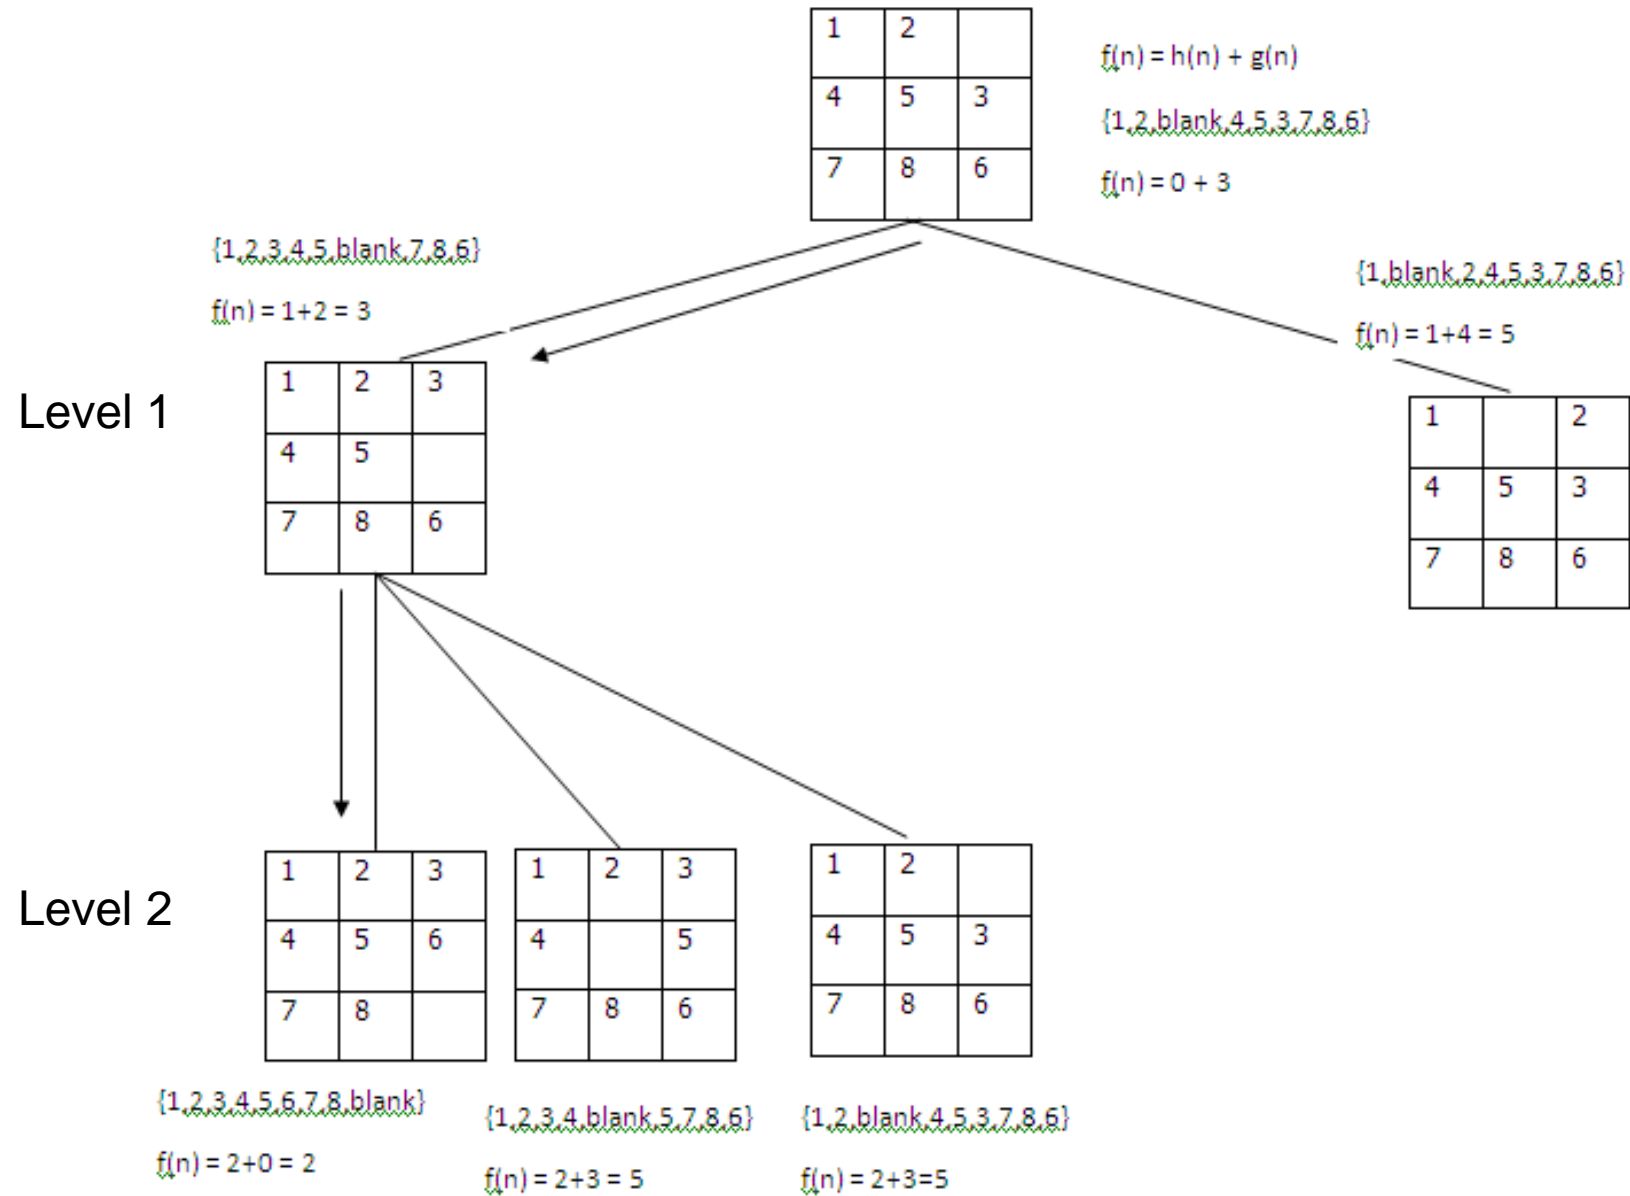 1 2
4 5 3
7 8 6
f(n) = h(n) + g(n)
{1,2,blank,4,5,3,7,8,6}
f(n) = 0 + 3
{1,2,3,4,5,blank,7,8,6}
f(n) = 1+2 = 3
{1,blank,2,4,5,3,7,8,6}
f(n) = 1+4 = 5
Level 1
1 2 3
4 5
7 8 6
1 2
4 5 3
7 8 6
Level 2
1 2 3
4 5 6
7 8
1 2 3
4 5
7 8 6
1 2
4 5 3
7 8 6
{1,2,3,4,5,6,7,8,blank}
f(n) = 2+0 = 2
{1,2,3,4,blank,5,7,8,6}
f(n) = 2+3 = 5
{1,2,blank,4,5,3,7,8,6}
f(n) = 2+3=5